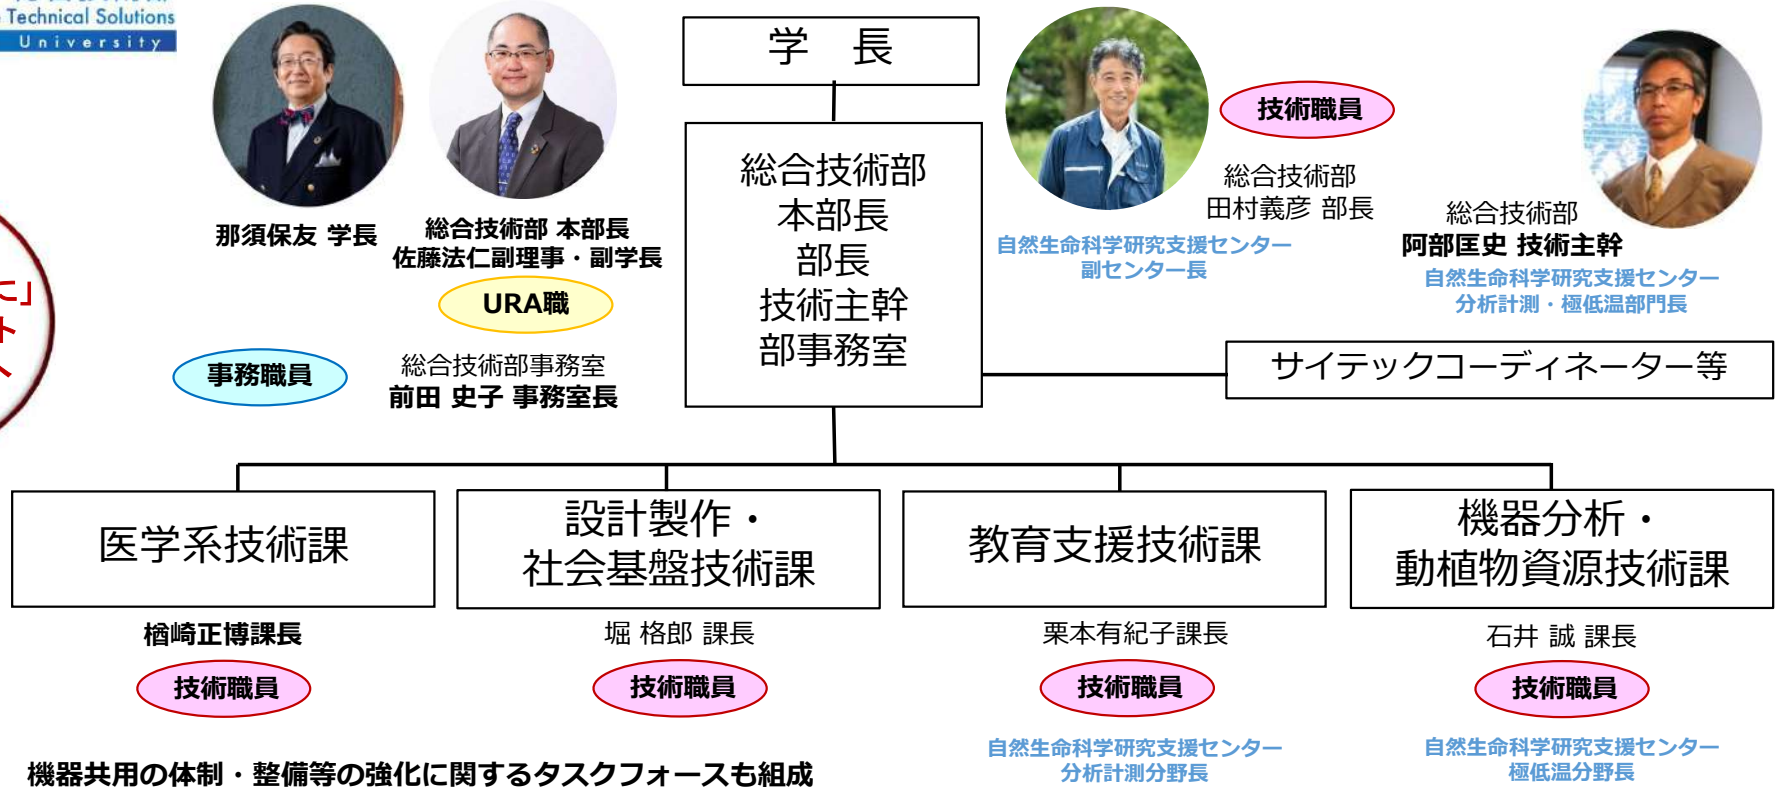 Technical Solutions
University
学 長
総合技術部
本部長
部長
技術主幹
部事務室
那須保友 学長
総合技術部 本部長
佐藤法仁副理事・副学長
URA職
事務職員
総合技術部事務室
前田 史子 事務室長
技術職員
総合技術部
田村義彦 部長
自然生命科学研究支援センター
副センター長
総合技術部
阿部匡史 技術主幹
自然生命科学研究支援センター
分析計測・極低温部門長
サイテックコーディネーター等
医学系技術課
楢崎正博課長
技術職員
設計製作・
社会基盤技術課
堀 格郎 課長
技術職員
教育支援技術課
栗本有紀子課長
技術職員
自然生命科学研究支援センター
分析計測分野長
機器分析・
動植物資源技術課
石井 誠 課長
技術職員
自然生命科学研究支援センター
極低温分野長
機器共用の体制・整備等の強化に関するタスクフォースも組成